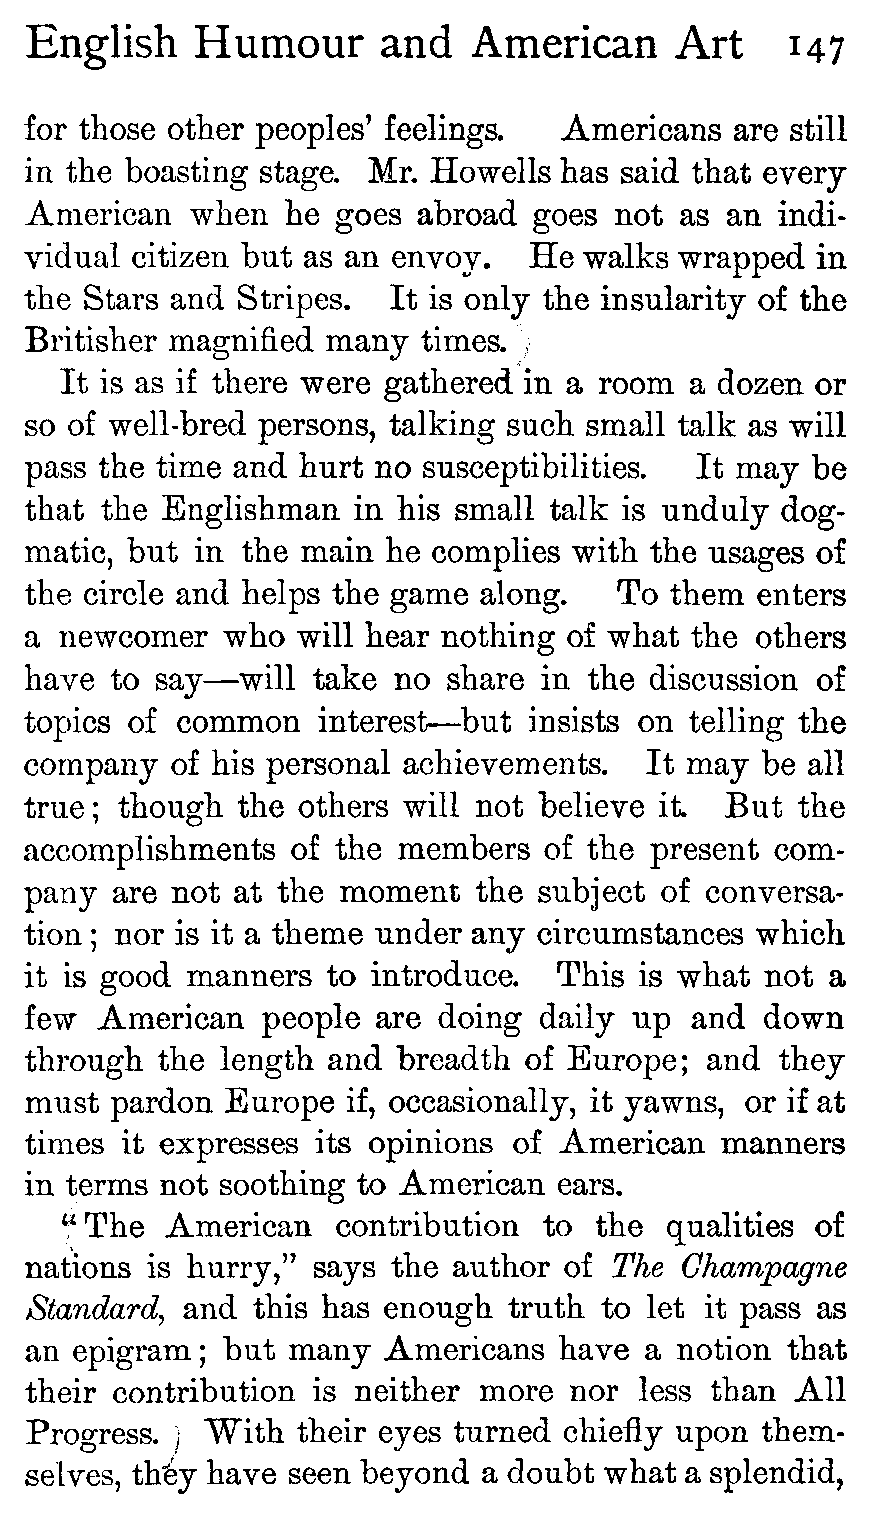 English Humour and American Art 147
for those other peoples' feelings. Americans are still
in the boasting stage. Mr. Howells has said that every
American when he goes abroad goes not as an indi-
vidual citizen but as an envoy. He walks wrapped in
the Stars and Stripes. It is only the insularity of the
Britisher magnified many times.
It is as if there were gathered in a room a dozen or
so of well-bred persons, talking such small talk as will
pass the time and hurt no susceptibilities. It may be
that the Englishman in his small talk is unduly dog-
matic, but in the main he complies with the usages of
the circle and helps the game along. To them enters
a newcomer who will hear nothing of what the others
have to say—will take no share in the discussion of
topics of common interest—but insists on telling the
company of his personal achievements. It may be all
true; though the others will not believe it. But the
accomplishments of the members of the present com-
pany are not at the moment the subject of conversa-
tion; nor is it a theme under any circumstances which
it is good manners to introduce. This is what not a
few American people are doing daily up and down
through the length and breadth of Europe; and they
must pardon Europe if, occasionally, it yawns, or if at
times it expresses its opinions of American manners
in terms not soothing to American ears.
"The American contribution to the qualities of
nations is hurry," says the author of The Champagne
Standard, and this has enough truth to let it pass as
an epigram; but many Americans have a notion that
their contribution is neither more nor less than All
Progress. With their eyes turned chiefly upon them-
selves, they have seen beyond a doubt what a splendid,